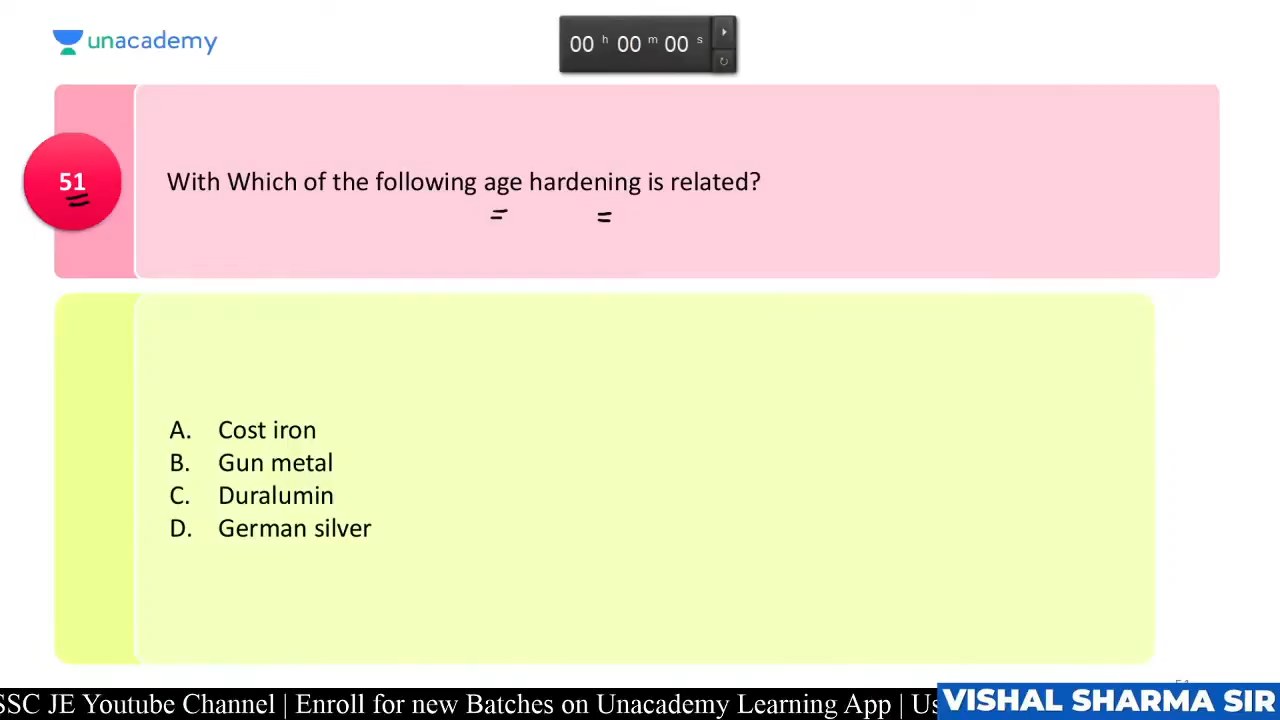 unacademy
00 h 00 m 00 s
51
With Which of the following age hardening is related?
A. Cost iron
B. Gun metal
C. Duralumin
D. German silver
SSC JE Youtube Channel | Enroll for new Batches on Unacademy Learning App | Us
VISHAL SHARMA SIR